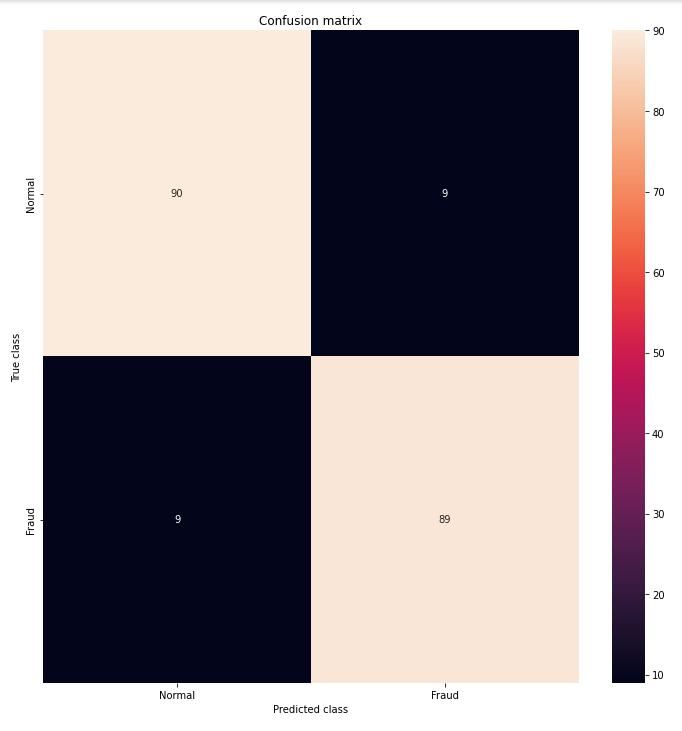 Confusion matrix
Normal
90
9
True class
Fraud
9
89
Normal
Fraud
Predicted class
90
80
70
60
50
40
30
20
10